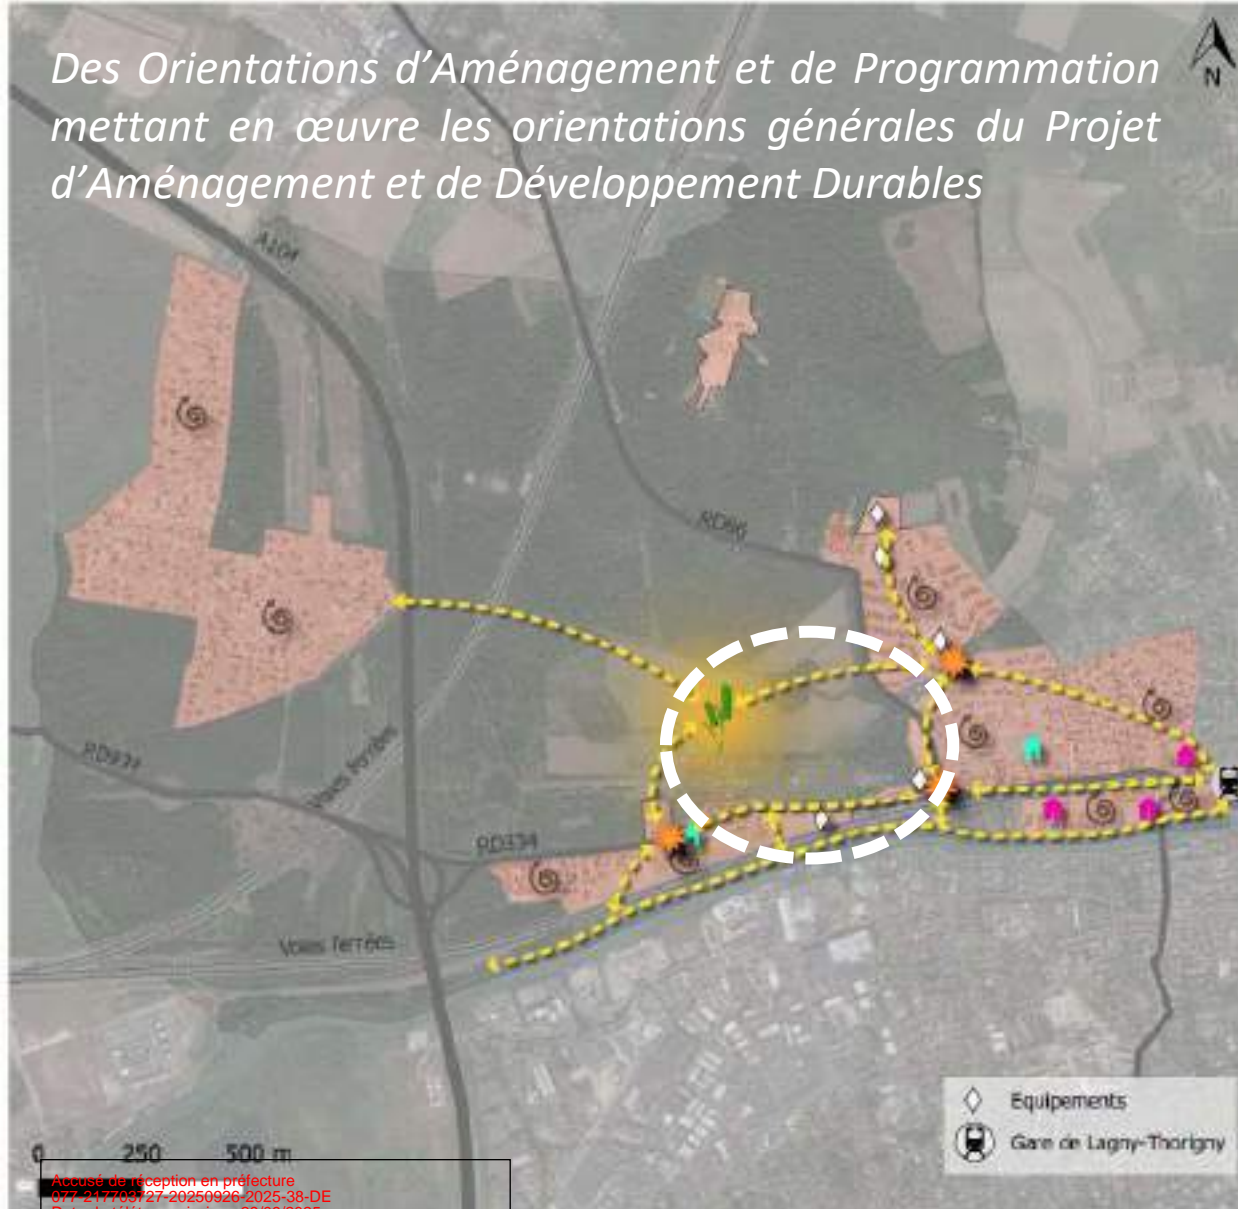 Des Orientations d’Aménagement et de Programmation
mettant en œuvre les orientations générales du Projet
d’Aménagement et de Développement Durables
N
A104
RD66
RD934
Voies ferrées
RD334
Voies ferrées
Equipements
Gare de Lagny-Thorigny
0 250 500 m
Accusé de réception en préfecture
077-217703727-20250926-2025-38-DE